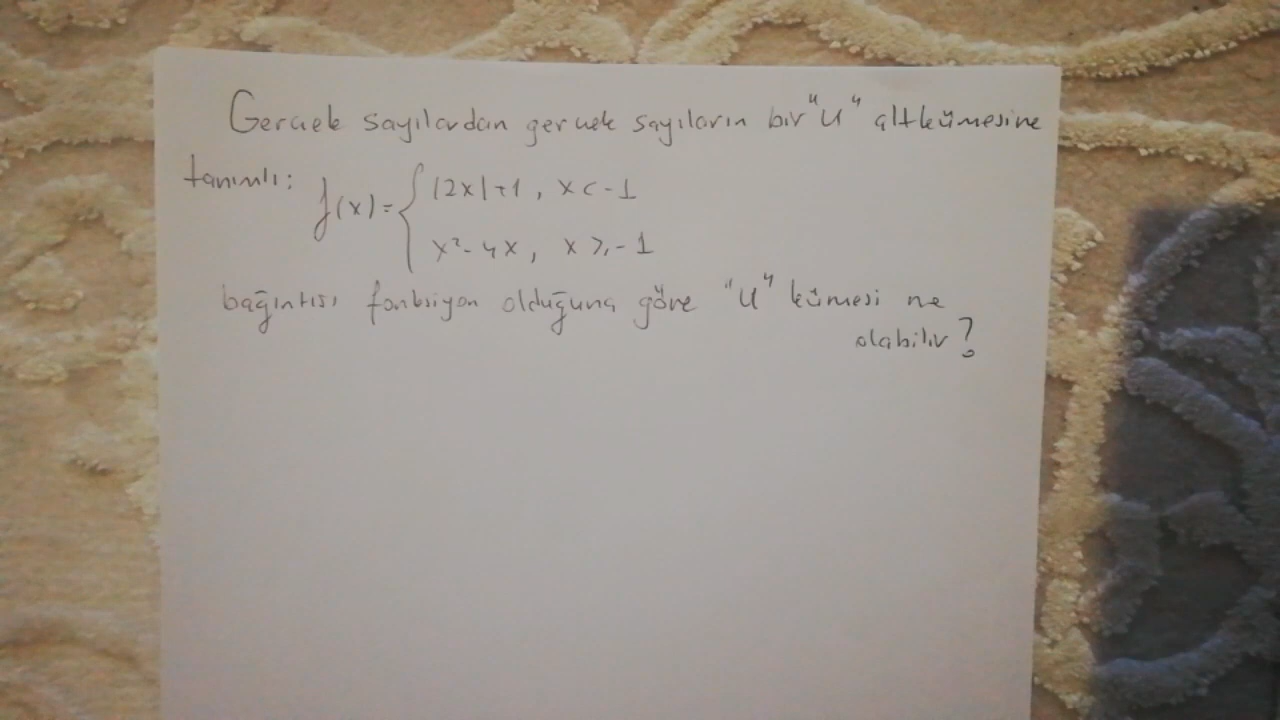 Gerçek sayılardan gerçek sayıların bir "U" altkümesine
tanımlı:
f(x)= { |2x|+1, x<-1
x²-4x, x≥-1
bağıntısı fonksiyon olduğuna göre "U" kümesi ne
olabilir?